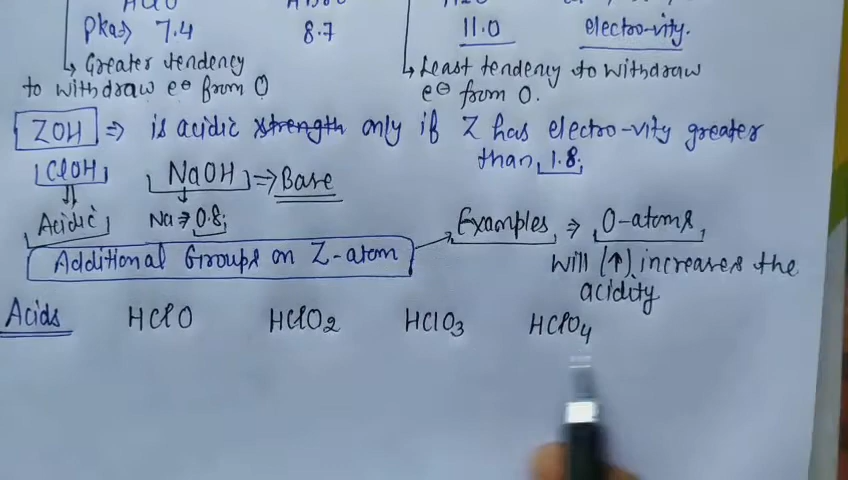 HClO
pka⇒ 7.4 8.7 11.0 electro-vity.
↳ Greater tendency
to withdraw e⊖ from O
↳ Least tendency to withdraw
e⊖ from O.
ZOH ⇒ is acidic strength only if Z has electro-vity greater
than 1.8,
ClOH NaOH ⇒ Base
Acidic Na⇒ 0.8,
Additional Groups on Z-atom Examples ⇒ O-atoms,
Will (↑) increases the
acidity
Acids HClO HClO2 HClO3 HClO4